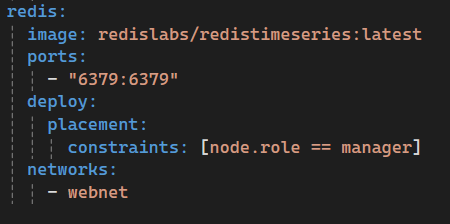 redis:
  image: redislabs/redistimeseries:latest
  ports:
    - "6379:6379"
  deploy:
    placement:
      constraints: [node.role == manager]
  networks:
    - webnet